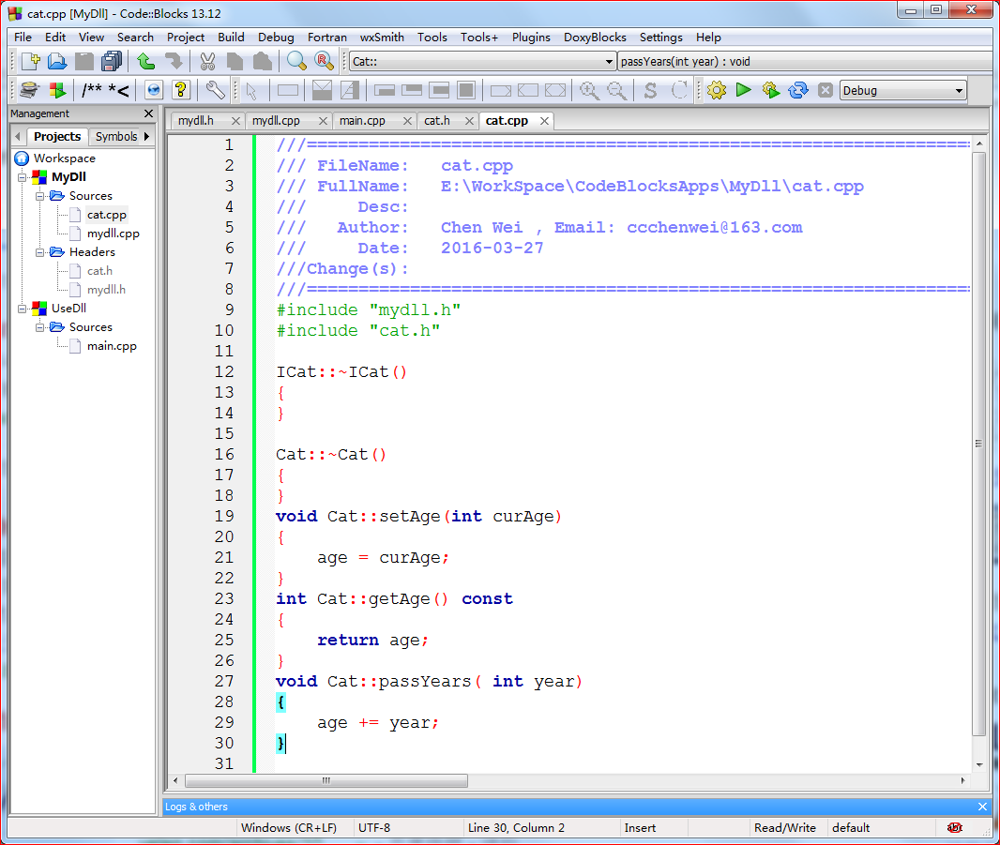 cat.cpp [MyDll] - Code::Blocks 13.12
File Edit View Search Project Build Debug Fortran wxSmith Tools Tools+ Plugins DoxyBlocks Settings Help
Cat:: passYears(int year) : void
/** *< ? S Debug
Management
Projects Symbols
mydll.h mydll.cpp main.cpp cat.h cat.cpp
Workspace
MyDll
Sources
cat.cpp
mydll.cpp
Headers
cat.h
mydll.h
UseDll
Sources
main.cpp
1 ///==================================================================
2 /// FileName:   cat.cpp
3 /// FullName:   E:\WorkSpace\CodeBlocksApps\MyDll\cat.cpp
4 ///     Desc:
5 ///   Author:   Chen Wei , Email: ccchenwei@163.com
6 ///     Date:   2016-03-27
7 ///Change(s):
8 ///==================================================================
9 #include "mydll.h"
10 #include "cat.h"
11
12 ICat::~ICat()
13 {
14 }
15
16 Cat::~Cat()
17 {
18 }
19 void Cat::setAge(int curAge)
20 {
21     age = curAge;
22 }
23 int Cat::getAge() const
24 {
25     return age;
26 }
27 void Cat::passYears( int year)
28 {
29     age += year;
30 }
31
Logs & others
Windows (CR+LF) UTF-8 Line 30, Column 2 Insert Read/Write default